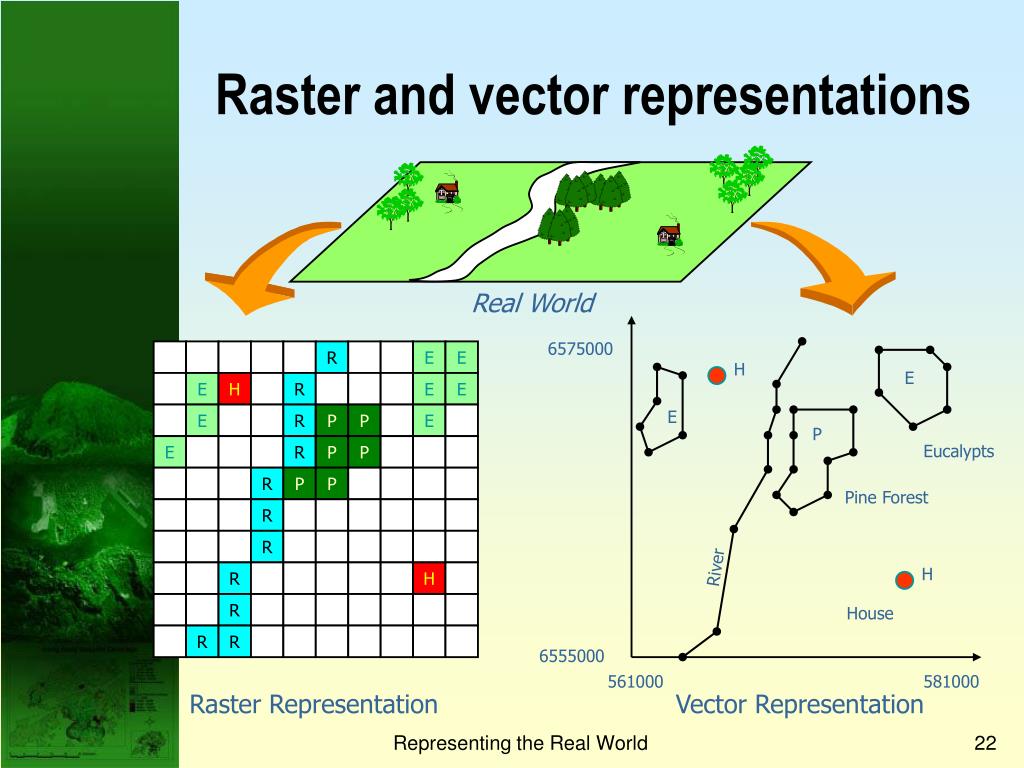 Raster and vector representations
Real World
R E E
E H R E E
E R P P E
E R P P
R P P
R
R
R H
R
R R
Raster Representation
6575000
H
E
E
P
Eucalypts
Pine Forest
River
H
House
6555000
561000
581000
Vector Representation
Representing the Real World
22